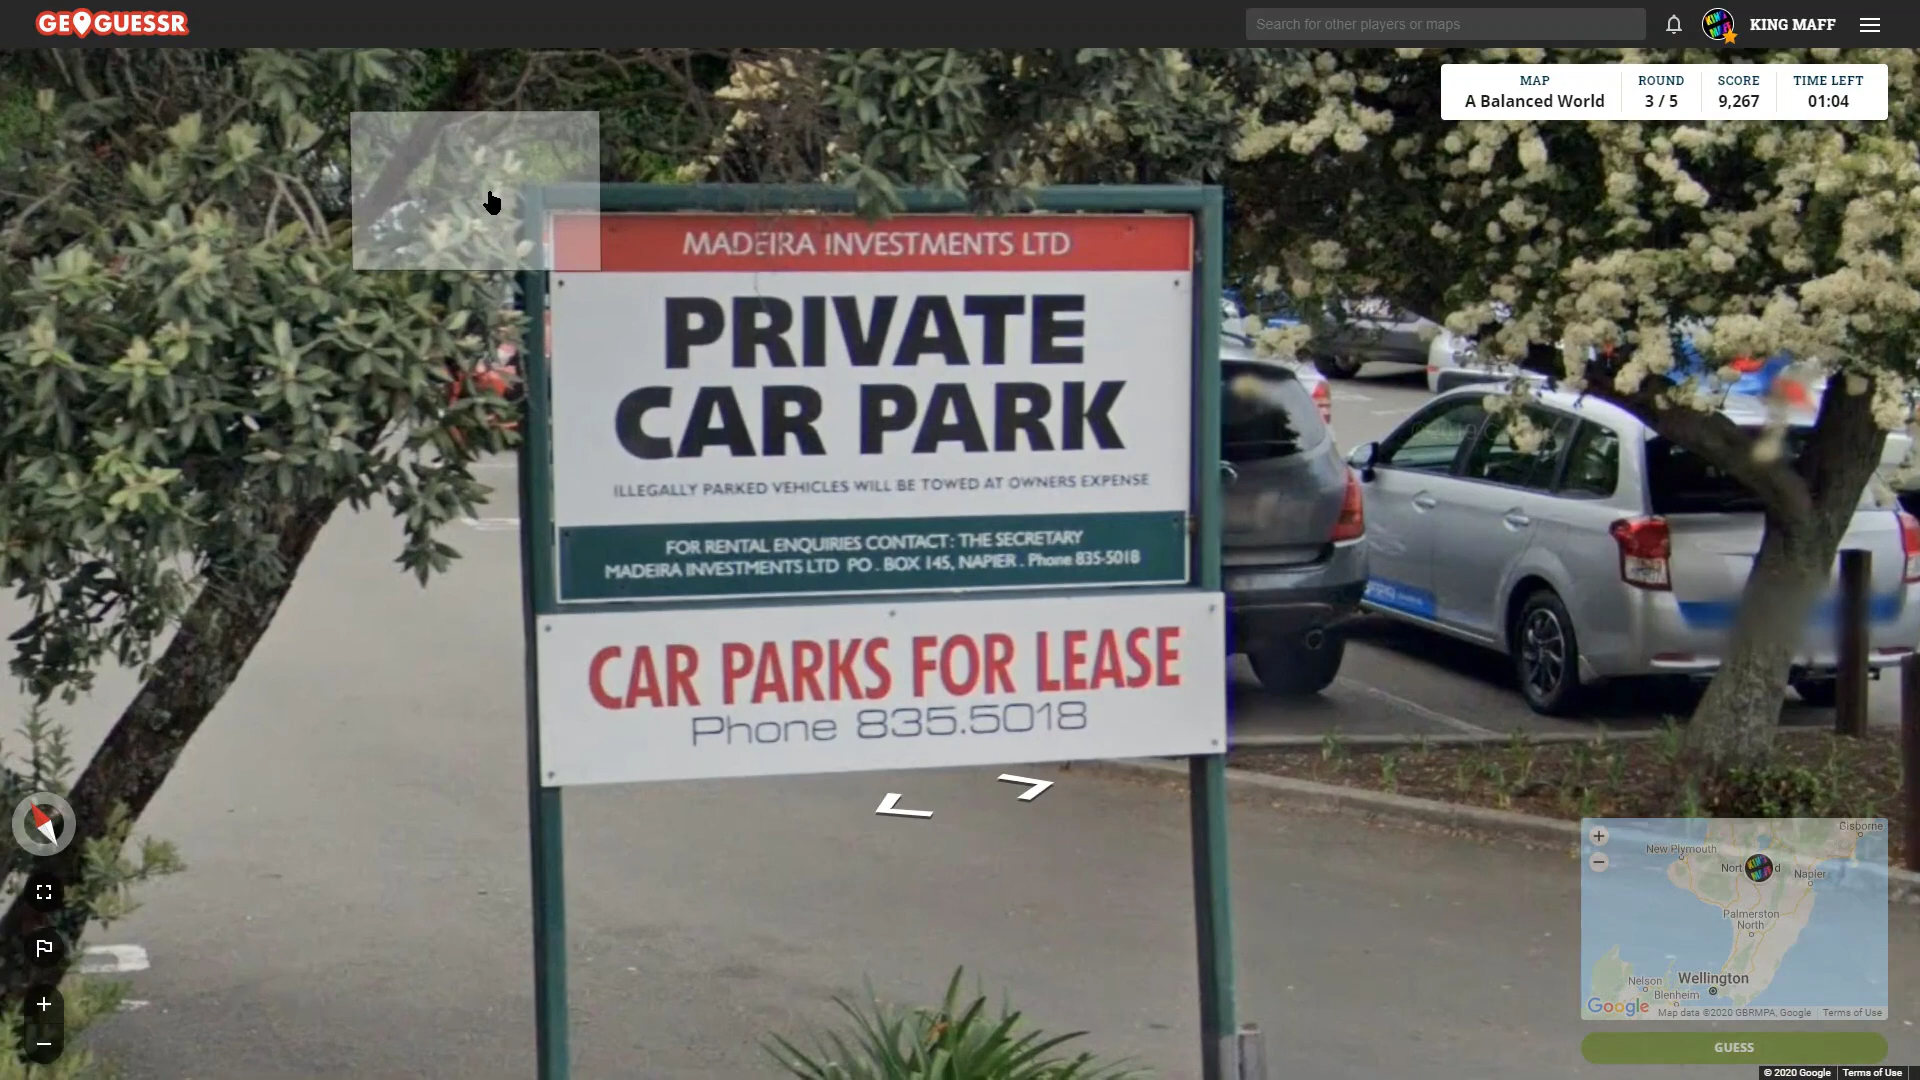 GEOGUESSR
Search for other players or maps
KING MAFF
MAP
A Balanced World
ROUND
3 / 5
SCORE
9,267
TIME LEFT
01:04
MADEIRA INVESTMENTS LTD
PRIVATE
CAR PARK
ILLEGALLY PARKED VEHICLES WILL BE TOWED AT OWNERS EXPENSE
FOR RENTAL ENQUIRIES CONTACT: THE SECRETARY
MADEIRA INVESTMENTS LTD PO. BOX 145, NAPIER. Phone 835-5018
CAR PARKS FOR LEASE
Phone 835.5018
Gisborne
New Plymouth
Napier
Palmerston
North
Nelson
Wellington
Blenheim
Google
Map data ©2020 GBRMPA, Google
Terms of Use
GUESS
© 2020 Google
Terms of Use